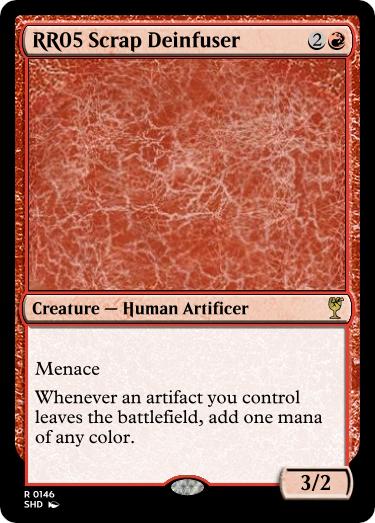 RR05 Scrap Deinfuser 2
Creature — Human Artificer
Menace
Whenever an artifact you control
leaves the battlefield, add one mana
of any color.
3/2
R 0146
SHD